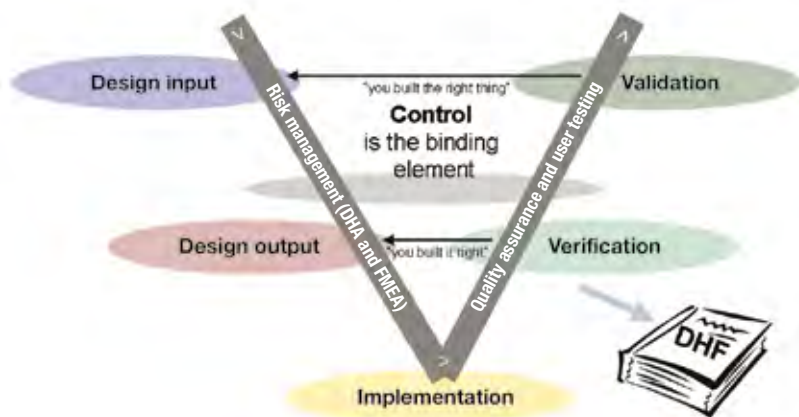 Design input
Validation
"you built the right thing"
Control
is the binding
element
Risk management (DHA and FMEA)
Quality assurance and user testing
Design output
Verification
"you built it right"
DHF
Implementation